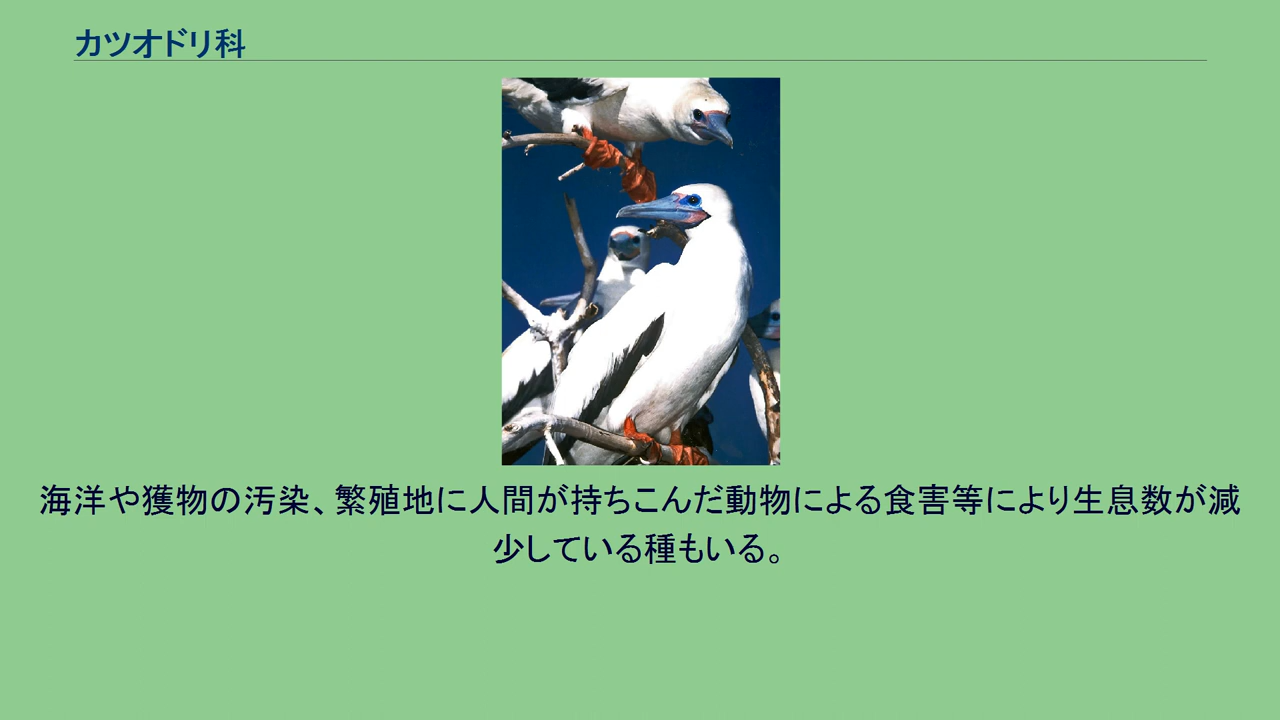 カツオドリ科
海洋や獲物の汚染、繁殖地に人間が持ちこんだ動物による食害等により生息数が減
少している種もいる。